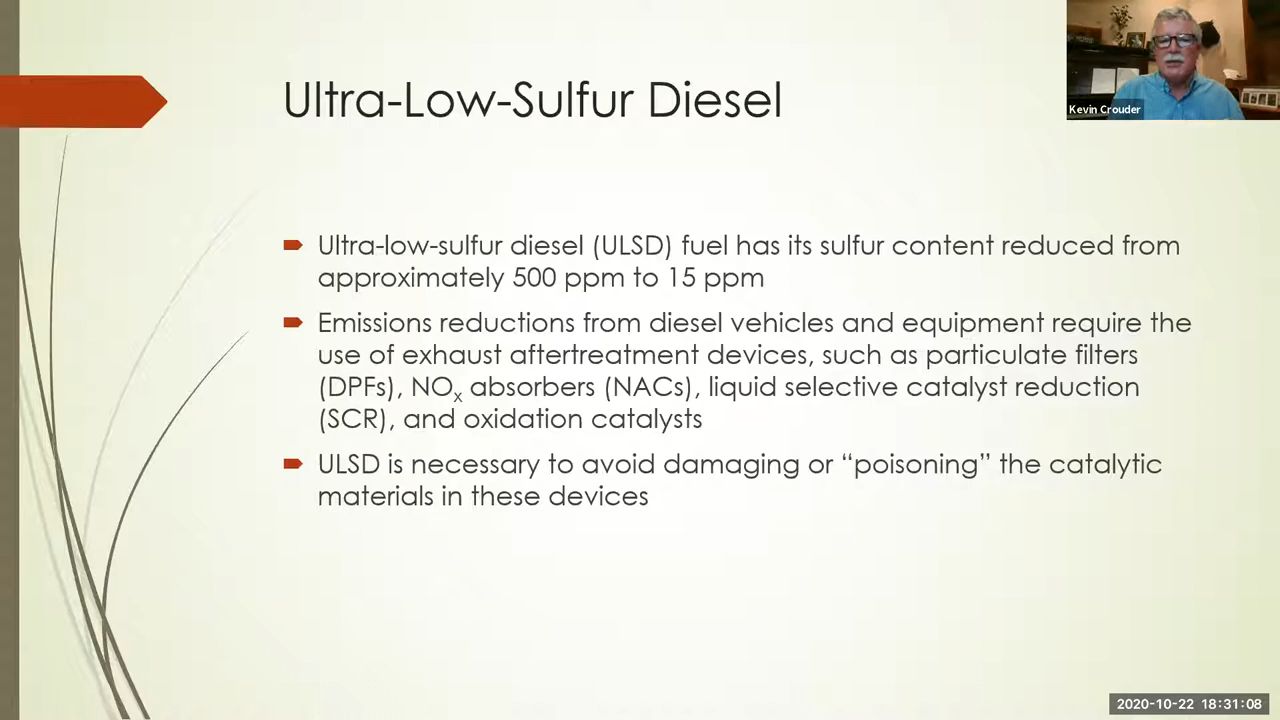 Ultra-Low-Sulfur Diesel
Kevin Crouder
Ultra-low-sulfur diesel (ULSD) fuel has its sulfur content reduced from
approximately 500 ppm to 15 ppm
Emissions reductions from diesel vehicles and equipment require the
use of exhaust aftertreatment devices, such as particulate filters
(DPFs), NOx absorbers (NACs), liquid selective catalyst reduction
(SCR), and oxidation catalysts
ULSD is necessary to avoid damaging or “poisoning” the catalytic
materials in these devices
2020-10-22 18:31:08